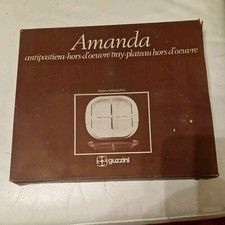 Amanda
antipastiera-hors d'oeuvre tray-plateau hors d'oeuvre
guzzini